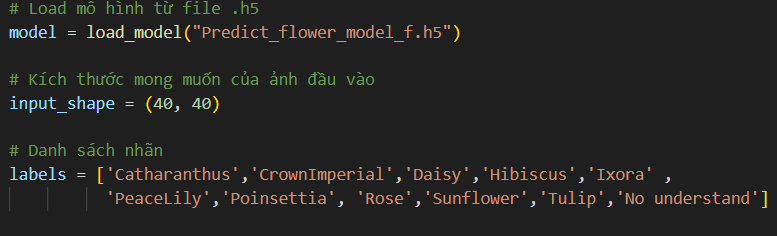 # Load mô hình từ file .h5
model = load_model("Predict_flower_model_f.h5")
# Kích thước mong muốn của ảnh đầu vào
input_shape = (40, 40)
# Danh sách nhãn
labels = ['Catharanthus','CrownImperial','Daisy','Hibiscus','Ixora' ,
'PeaceLily','Poinsettia', 'Rose','Sunflower','Tulip','No understand']